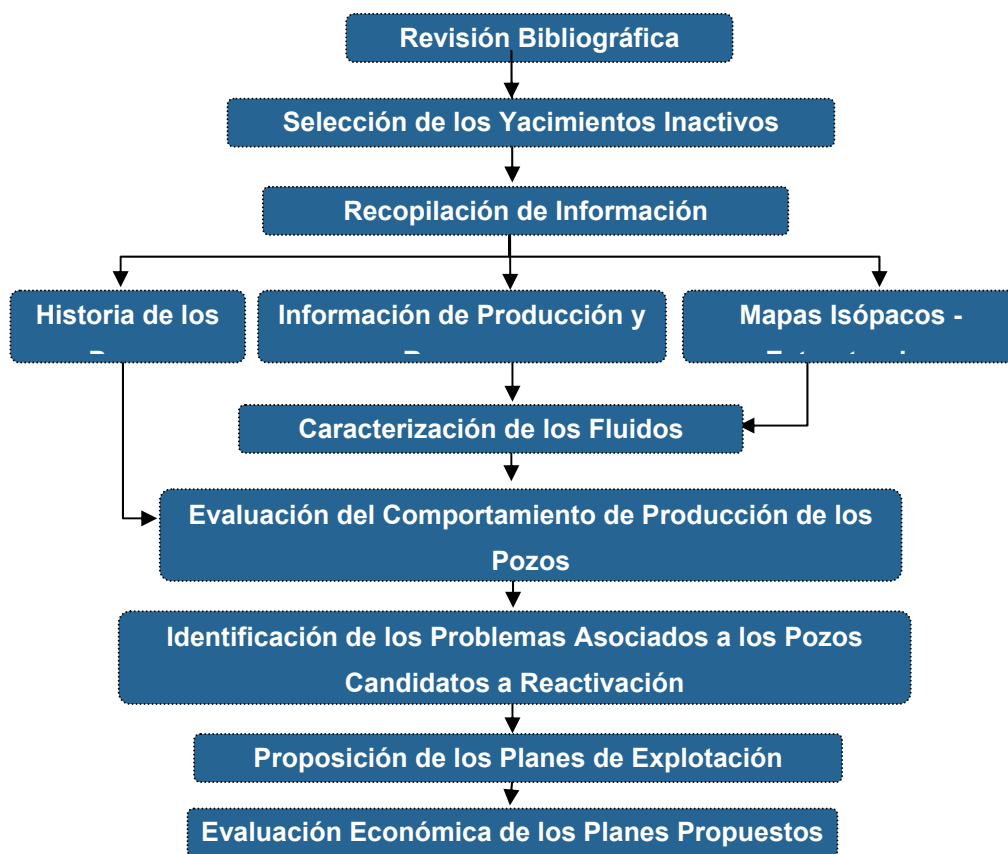 Revisión Bibliográfica
Selección de los Yacimientos Inactivos
Recopilación de Información
Historia de los
Información de Producción y
Mapas Isópacos -
Caracterización de los Fluidos
Evaluación del Comportamiento de Producción de los
Pozos
Identificación de los Problemas Asociados a los Pozos
Candidatos a Reactivación
Proposición de los Planes de Explotación
Evaluación Económica de los Planes Propuestos